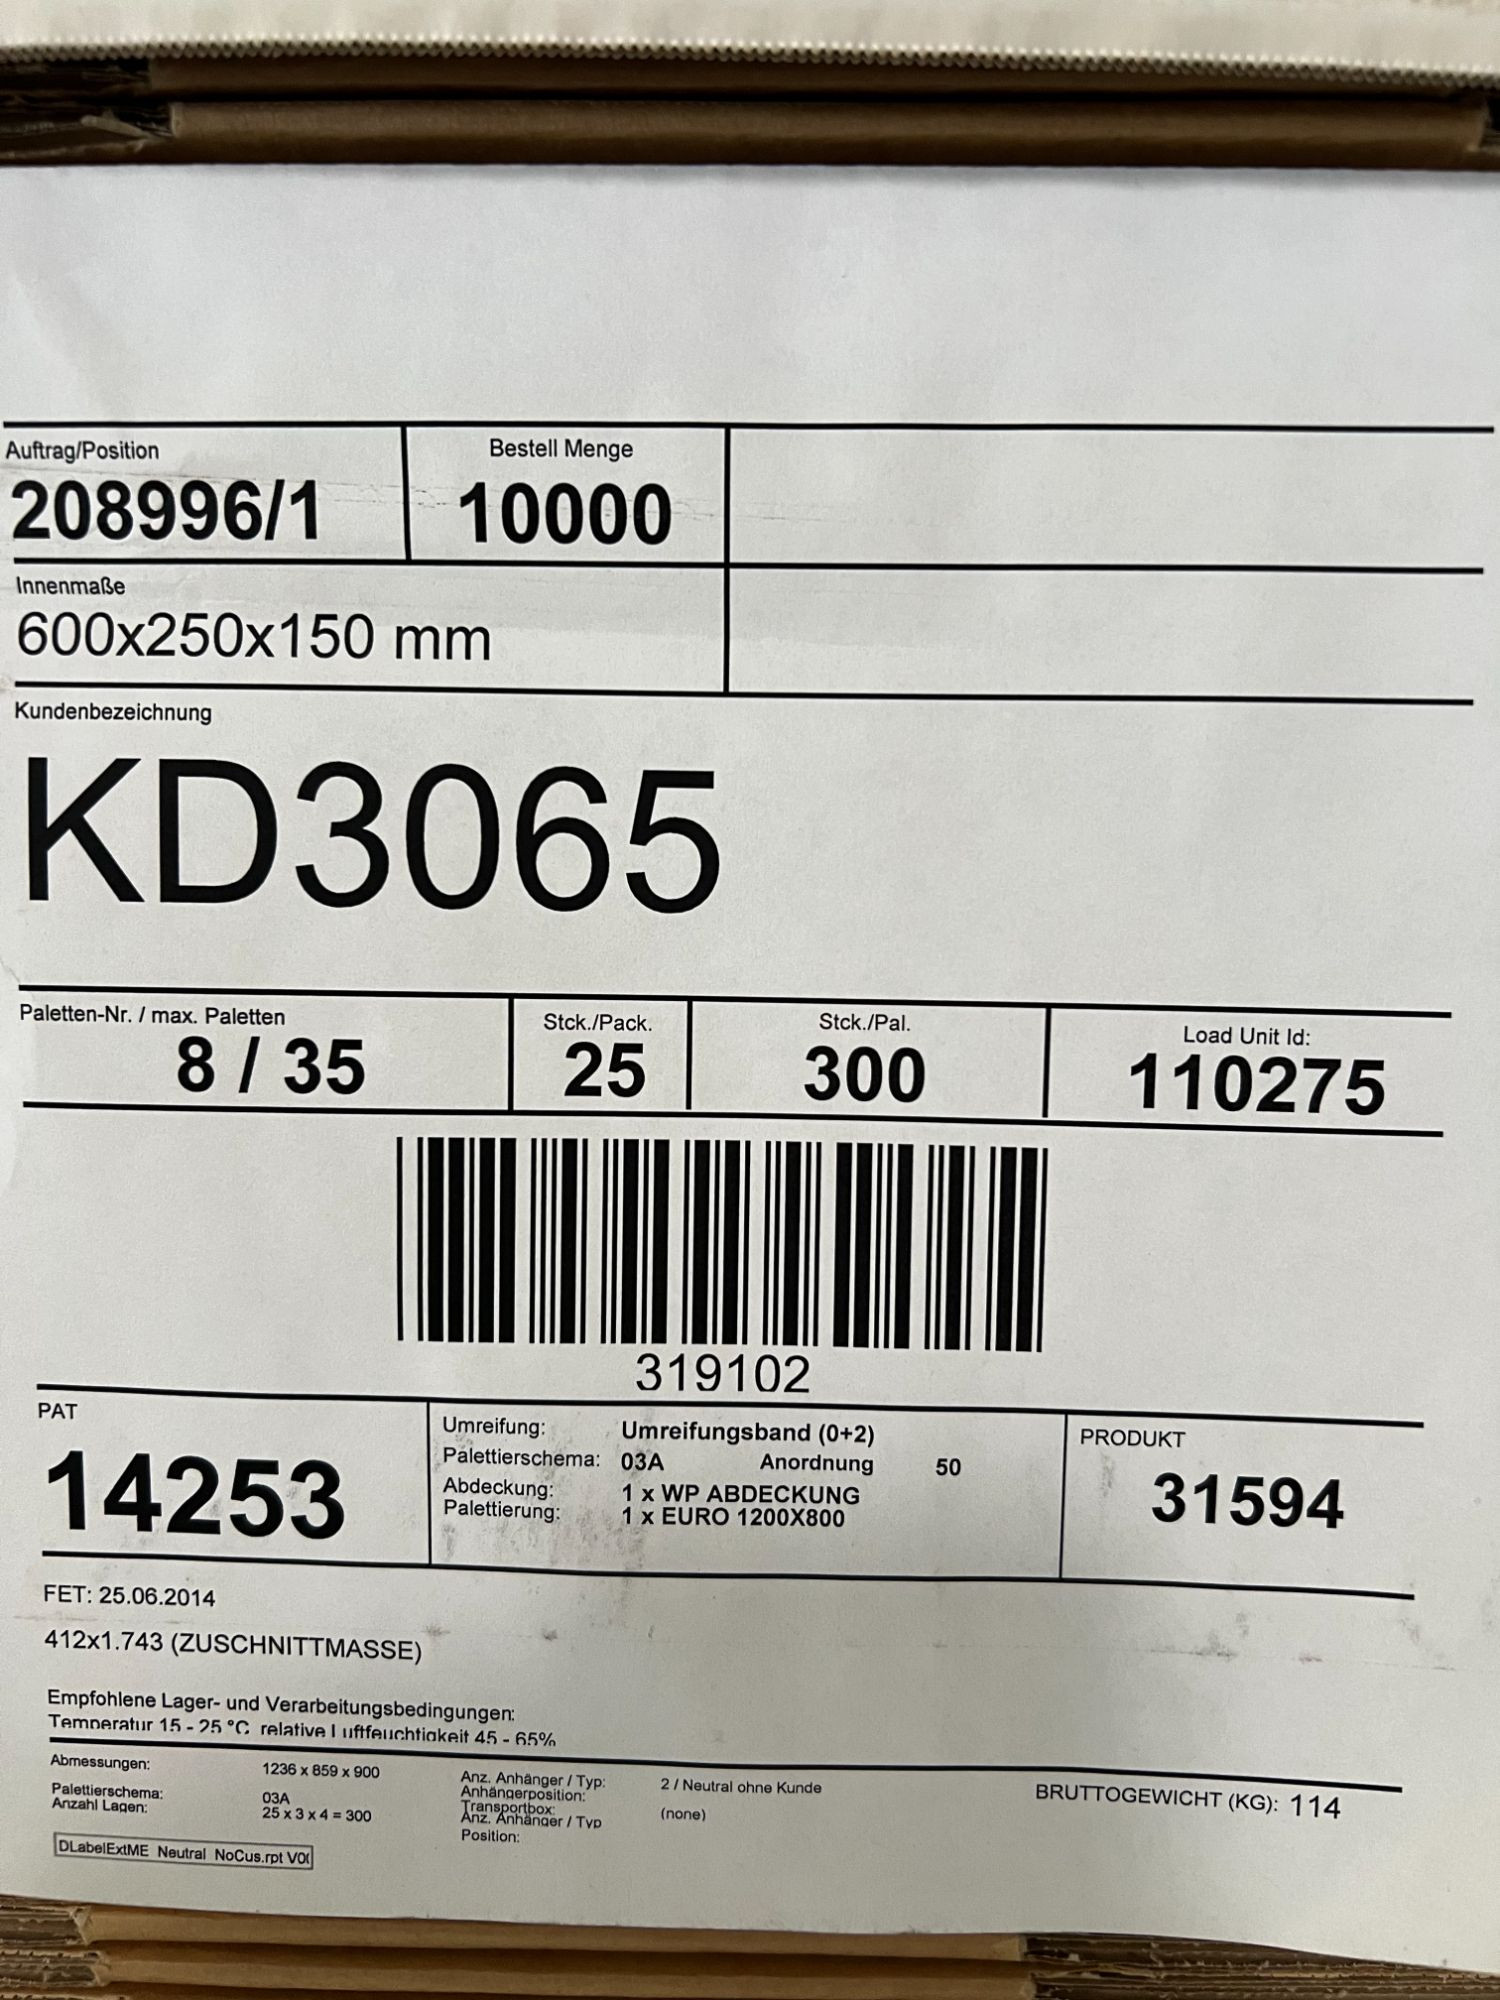 Auftrag/Position
208996/1
Bestell Menge
10000
Innenmaße
600x250x150 mm
Kundenbezeichnung
KD3065
Paletten-Nr. / max. Paletten
8 / 35
Stck./Pack.
25
Stck./Pal.
300
Load Unit Id:
110275
319102
PAT
14253
Umreifung: Umreifungsband (0+2)
Palettierschema: 03A Anordnung 50
Abdeckung: 1 x WP ABDECKUNG
Palettierung: 1 x EURO 1200X800
PRODUKT
31594
FET: 25.06.2014
412x1.743 (ZUSCHNITTMASSE)
Empfohlene Lager- und Verarbeitungsbedingungen:
Temperatur 15 - 25 °C, relative Luftfeuchtigkeit 45 - 65%
Abmessungen: 1236 x 859 x 900
Palettierschema: 03A
Anzahl Lagen: 25 x 3 x 4 = 300
Anz. Anhänger / Typ: 2 / Neutral ohne Kunde
Anhängerposition:
Transportbox: (none)
Anz. Anhänger / Typ
Position:
BRUTTOGEWICHT (KG): 114
DLabelExtME_Neutral_NoCus.rpt